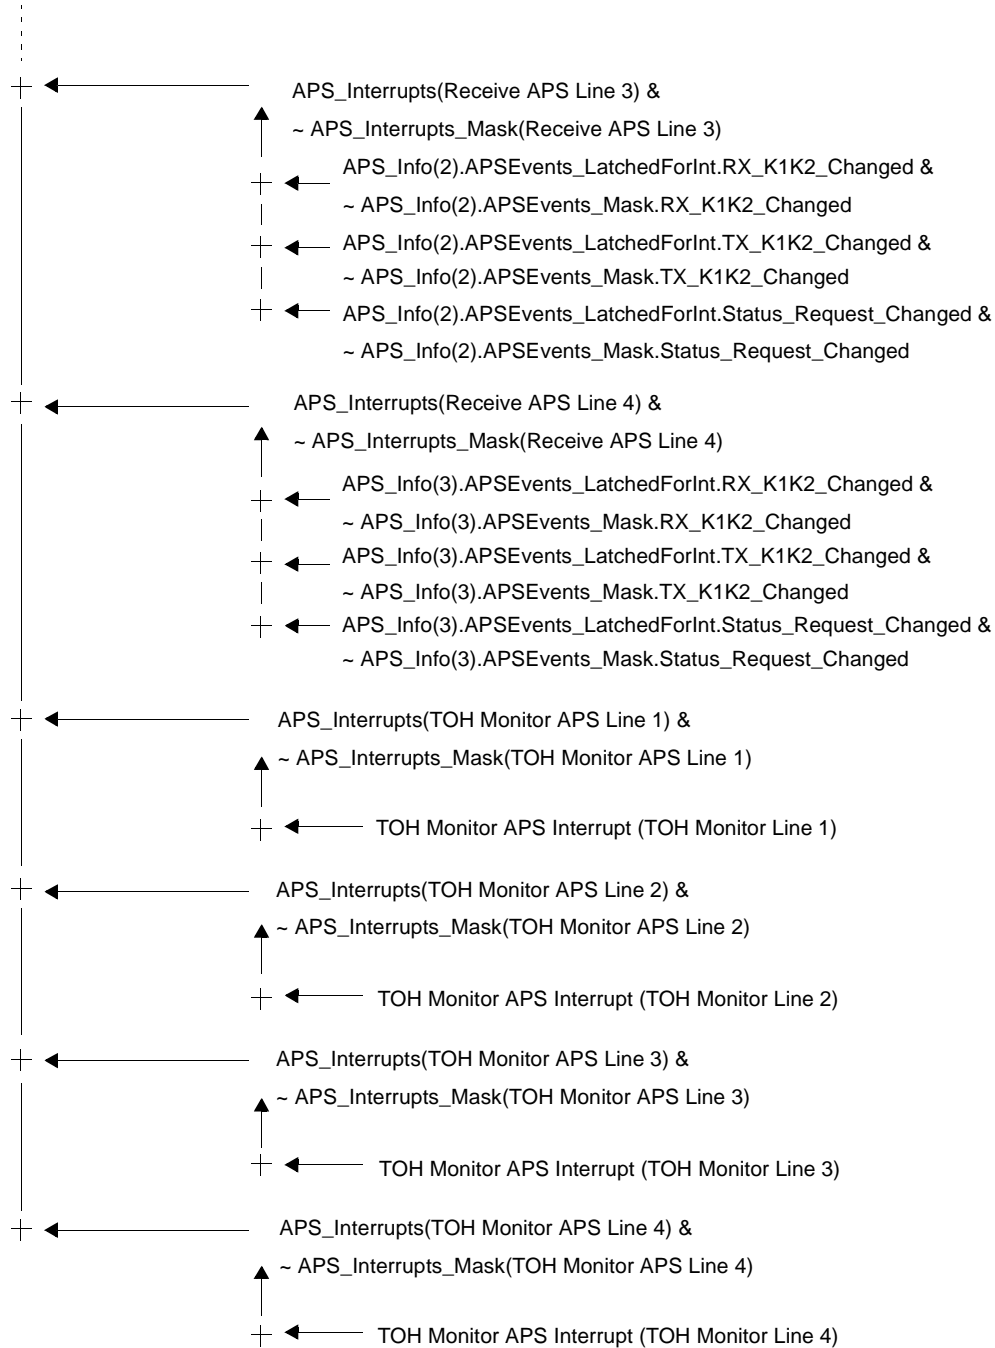 APS_Interrupts(Receive APS Line 3) &
~ APS_Interrupts_Mask(Receive APS Line 3)
APS_Info(2).APSEvents_LatchedForInt.RX_K1K2_Changed &
~ APS_Info(2).APSEvents_Mask.RX_K1K2_Changed
APS_Info(2).APSEvents_LatchedForInt.TX_K1K2_Changed &
~ APS_Info(2).APSEvents_Mask.TX_K1K2_Changed
APS_Info(2).APSEvents_LatchedForInt.Status_Request_Changed &
~ APS_Info(2).APSEvents_Mask.Status_Request_Changed
APS_Interrupts(Receive APS Line 4) &
~ APS_Interrupts_Mask(Receive APS Line 4)
APS_Info(3).APSEvents_LatchedForInt.RX_K1K2_Changed &
~ APS_Info(3).APSEvents_Mask.RX_K1K2_Changed
APS_Info(3).APSEvents_LatchedForInt.TX_K1K2_Changed &
~ APS_Info(3).APSEvents_Mask.TX_K1K2_Changed
APS_Info(3).APSEvents_LatchedForInt.Status_Request_Changed &
~ APS_Info(3).APSEvents_Mask.Status_Request_Changed
APS_Interrupts(TOH Monitor APS Line 1) &
~ APS_Interrupts_Mask(TOH Monitor APS Line 1)
TOH Monitor APS Interrupt (TOH Monitor Line 1)
APS_Interrupts(TOH Monitor APS Line 2) &
~ APS_Interrupts_Mask(TOH Monitor APS Line 2)
TOH Monitor APS Interrupt (TOH Monitor Line 2)
APS_Interrupts(TOH Monitor APS Line 3) &
~ APS_Interrupts_Mask(TOH Monitor APS Line 3)
TOH Monitor APS Interrupt (TOH Monitor Line 3)
APS_Interrupts(TOH Monitor APS Line 4) &
~ APS_Interrupts_Mask(TOH Monitor APS Line 4)
TOH Monitor APS Interrupt (TOH Monitor Line 4)